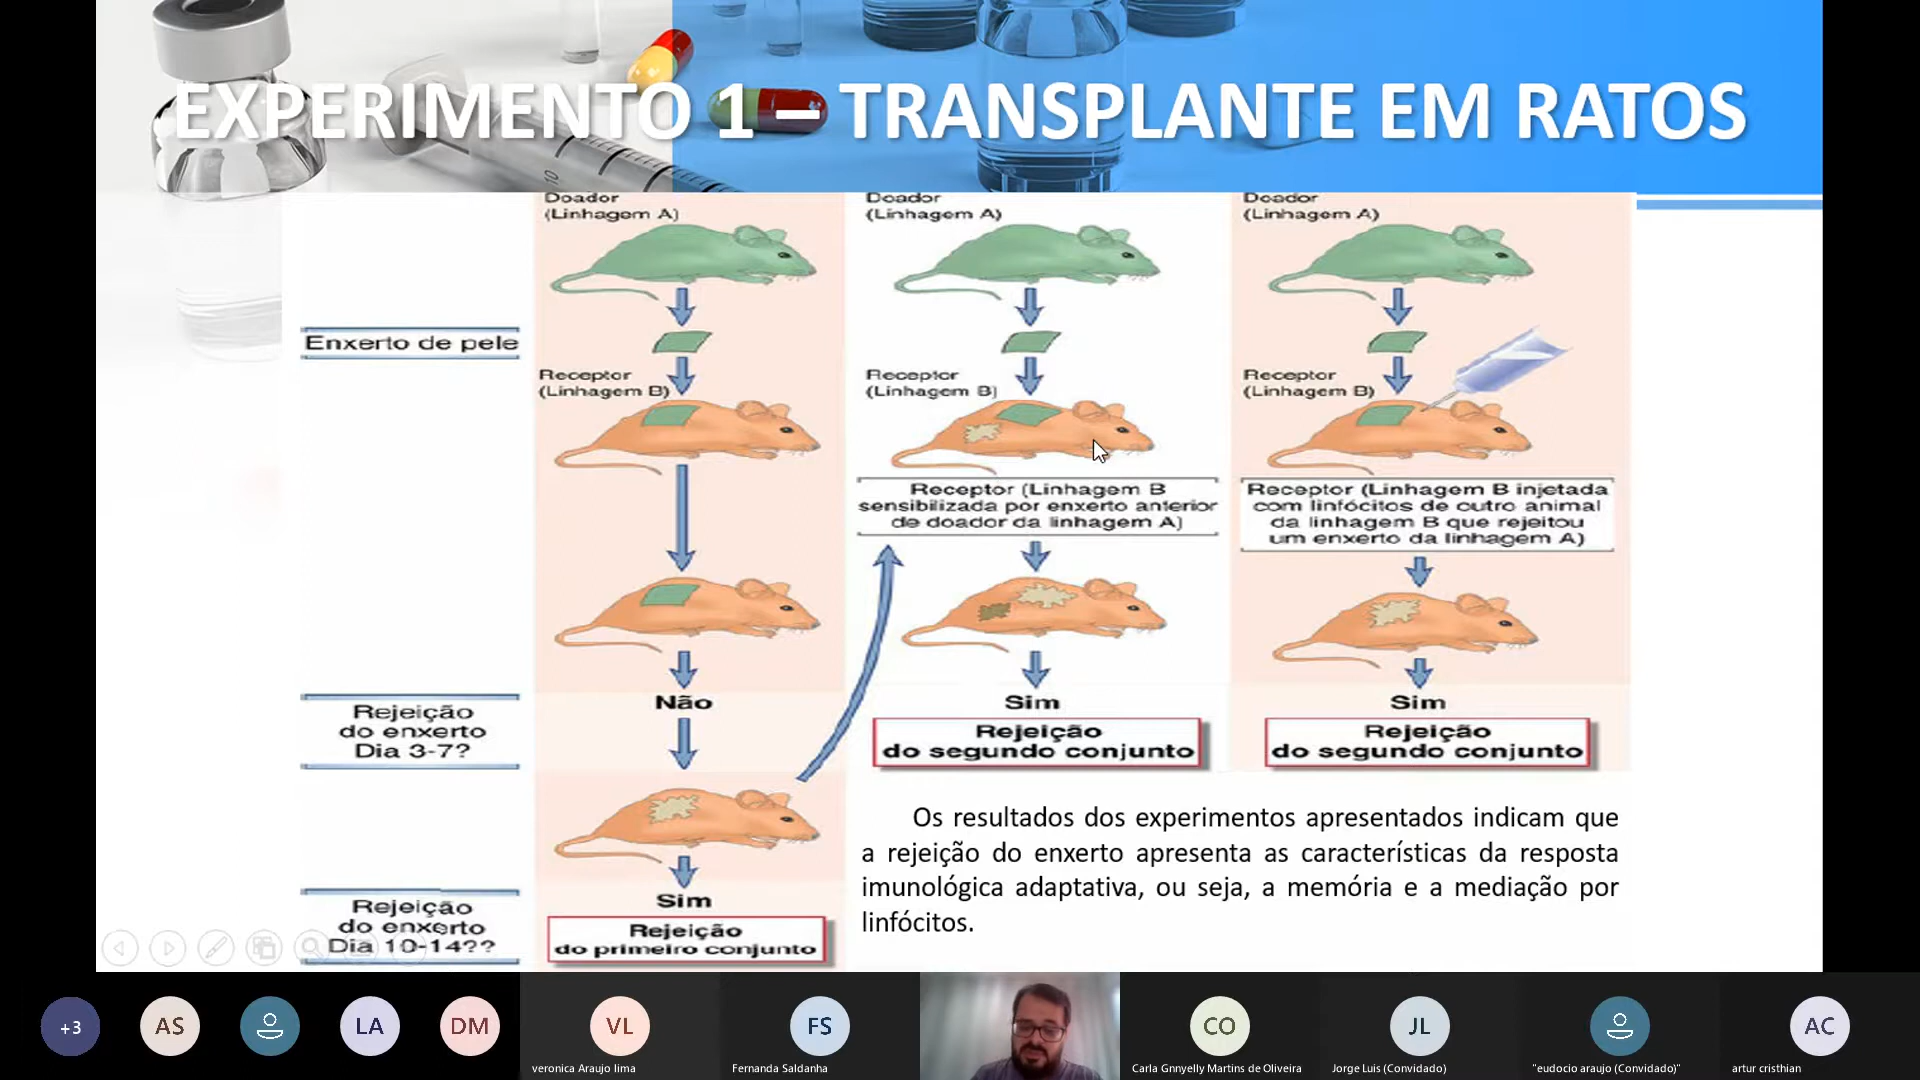 EXPERIMENTO 1 – TRANSPLANTE EM RATOS
Doador
(Linhagem A)
Doador
(Linhagem A)
Doador
(Linhagem A)
Enxerto de pele
Receptor
(Linhagem B)
Receptor
(Linhagem B)
Receptor
(Linhagem B)
Receptor (Linhagem B
sensibilizada por enxerto anterior
de doador da linhagem A)
Receptor (Linhagem B injetada
com linfócitos de outro animal
da linhagem B que rejeitou
um enxerto da linhagem A)
Rejeição
do enxerto
Dia 3-7?
Não
Sim
Sim
Rejeição
do segundo conjunto
Rejeição
do segundo conjunto
Rejeição
do enxerto
Dia 10-14??
Sim
Rejeição
do primeiro conjunto
Os resultados dos experimentos apresentados indicam que
a rejeição do enxerto apresenta as características da resposta
imunológica adaptativa, ou seja, a memória e a mediação por
linfócitos.
10
+3
AS
LA
DM
VL
FS
CO
JL
AC
veronica Araujo lima
Fernanda Saldanha
Carla Gnnyelly Martins de Oliveira
Jorge Luis (Convidado)
"eudocio araujo (Convidado)"
artur cristhian